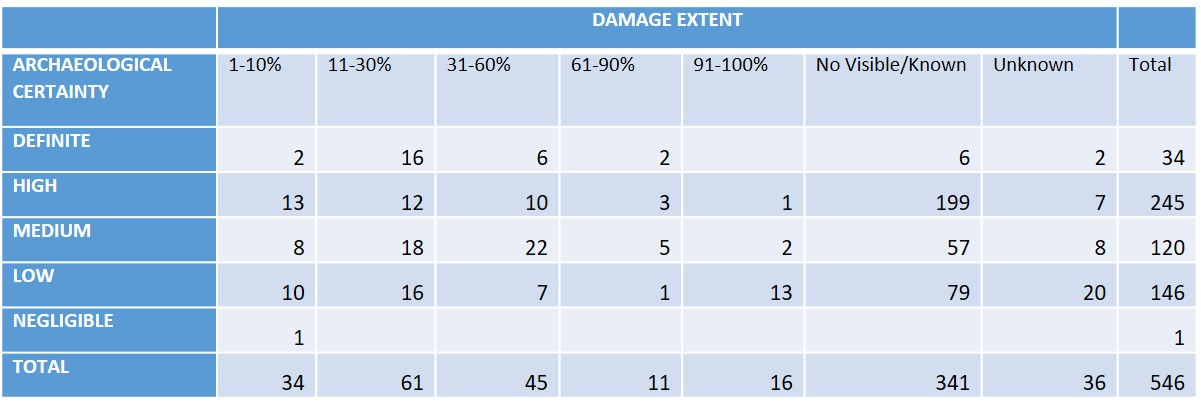 DAMAGE EXTENT
ARCHAEOLOGICAL CERTAINTY 1-10% 11-30% 31-60% 61-90% 91-100% No Visible/Known Unknown Total
DEFINITE 2 16 6 2 6 2 34
HIGH 13 12 10 3 1 199 7 245
MEDIUM 8 18 22 5 2 57 8 120
LOW 10 16 7 1 13 79 20 146
NEGLIGIBLE 1 1
TOTAL 34 61 45 11 16 341 36 546